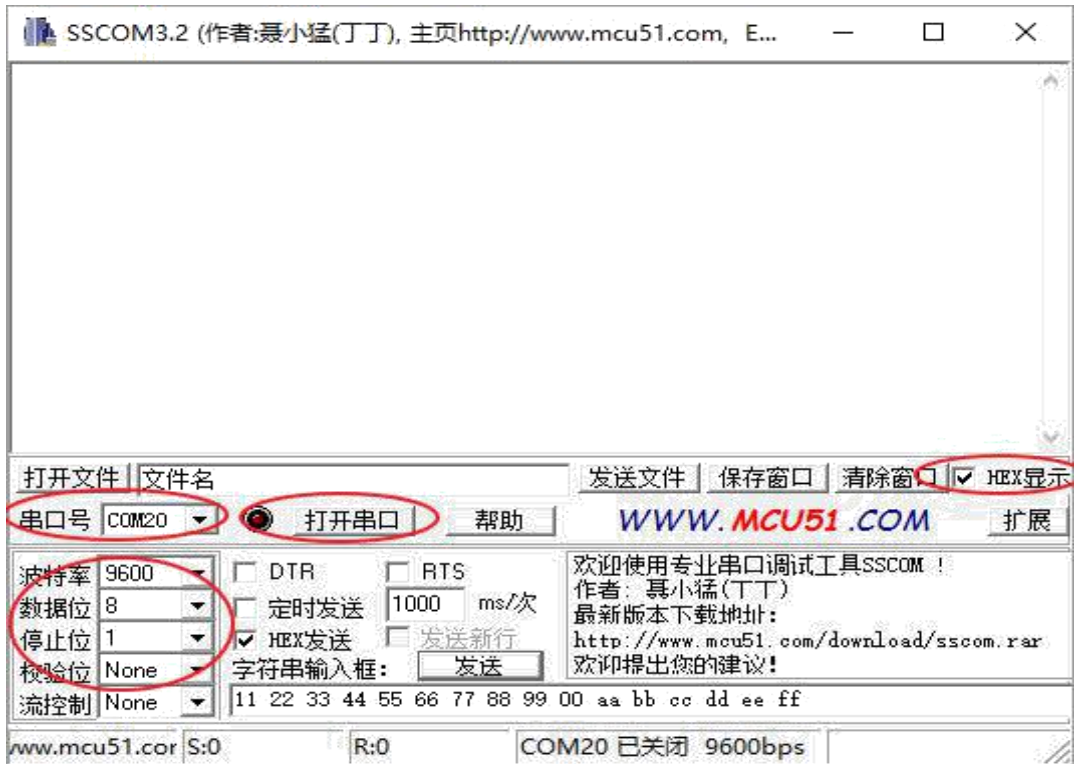 SSCOM3.2 (作者:聂小猛(丁丁), 主页http://www.mcu51.com,  E...
打开文件 文件名 发送文件 保存窗口 清除窗口 HEX显示
串口号 COM20 打开串口 帮助 WWW.MCU51.COM 扩展
波特率 9600 DTR RTS
数据位 8 定时发送 1000 ms/次
停止位 1 HEX发送 发送新行
校验位 None 字符串输入框: 发送
流控制 None 11 22 33 44 55 66 77 88 99 00 aa bb cc dd ee ff
欢迎使用专业串口调试工具SSCOM !
作者: 聂小猛(丁丁)
最新版本下载地址:
http://www.mcu51.com/download/sscom.rar
欢迎提出您的建议!
www.mcu51.cor S:0 R:0 COM20 已关闭 9600bps